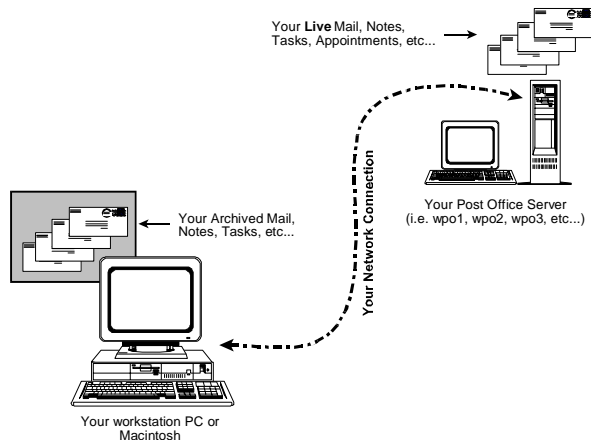 Your Live Mail, Notes,
Tasks, Appointments, etc...
Your Network Connection
Your Post Office Server
(i.e. wpo1, wpo2, wpo3, etc...)
Your Archived Mail,
Notes, Tasks, etc...
Your workstation PC or
Macintosh